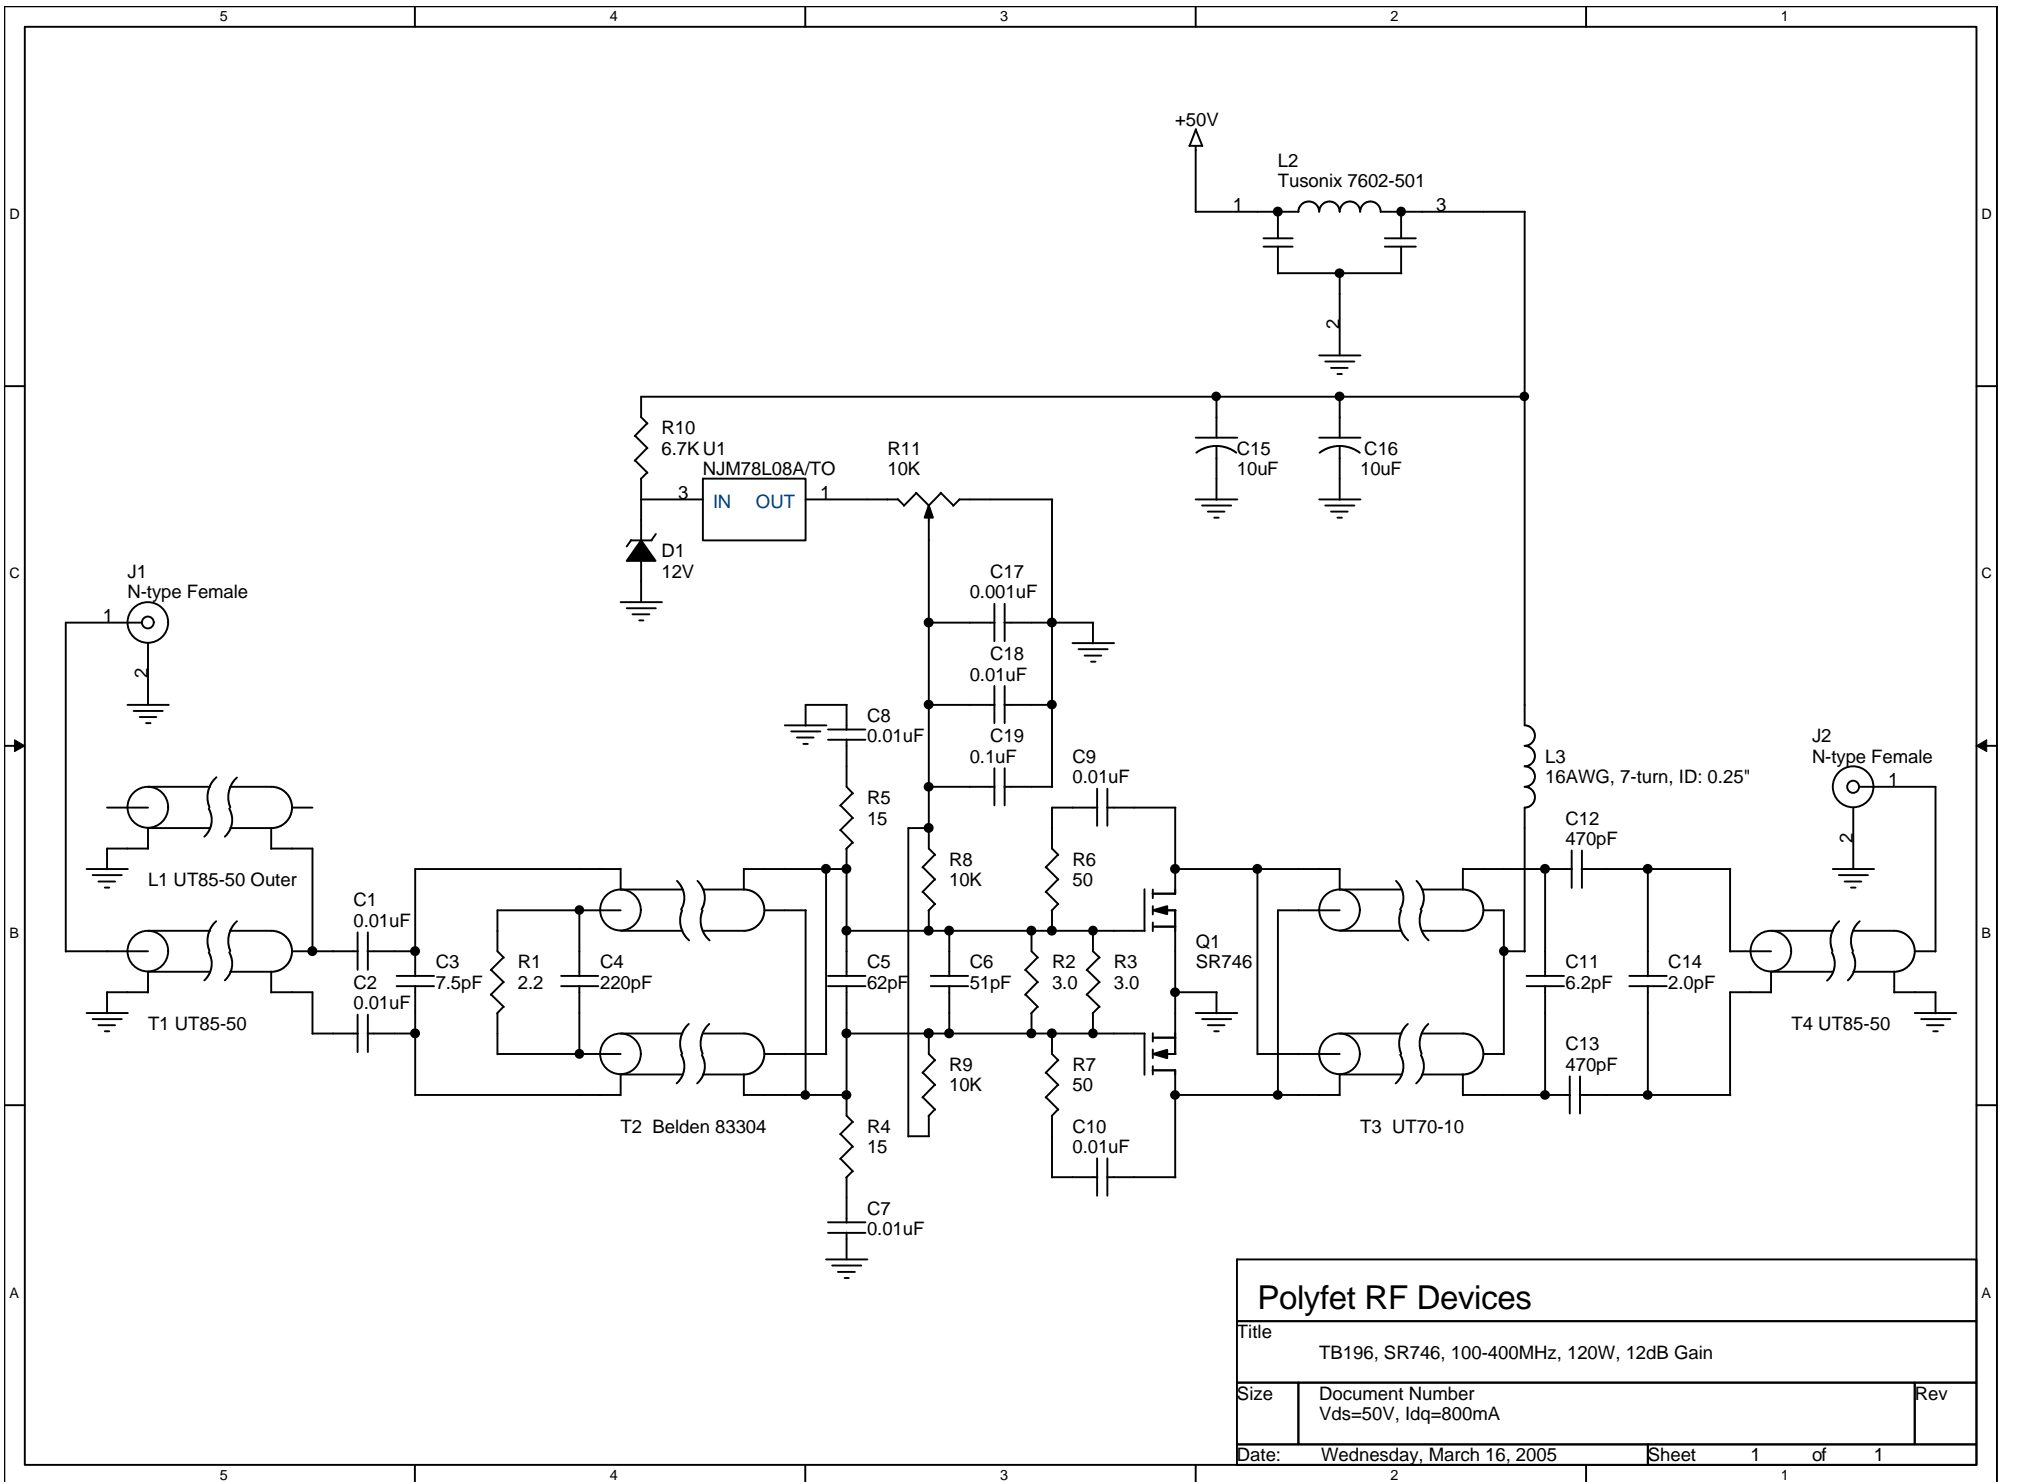 5 4 3 2 1
+50V
L2
Tusonix 7602-501
1 3
D D
2
R10
6.7K
U1
NJM78L08A/TO
R11
10K
C15
10uF
C16
10uF
3 IN OUT 1
D1
12V
C C
J1
N-type Female
1
2
C17
0.001uF
C18
0.01uF
C19
0.1uF
C8
0.01uF
C9
0.01uF
J2
N-type Female
1
2
L3
16AWG, 7-turn, ID: 0.25"
R5
15
C12
470pF
L1 UT85-50 Outer
R8
10K
R6
50
C1
0.01uF
B B
Q1
SR746
C3
7.5pF
R1
2.2
C4
220pF
C5
62pF
C6
51pF
R2
3.0
R3
3.0
C11
6.2pF
C14
2.0pF
C2
0.01uF
T1 UT85-50
T4 UT85-50
R9
10K
R7
50
C13
470pF
T2 Belden 83304
R4
15
C10
0.01uF
T3 UT70-10
C7
0.01uF
A A
Polyfet RF Devices
Title
TB196, SR746, 100-400MHz, 120W, 12dB Gain
Size Document Number Rev
Vds=50V, Idq=800mA
Date: Wednesday, March 16, 2005 Sheet 1 of 1
5 4 3 2 1